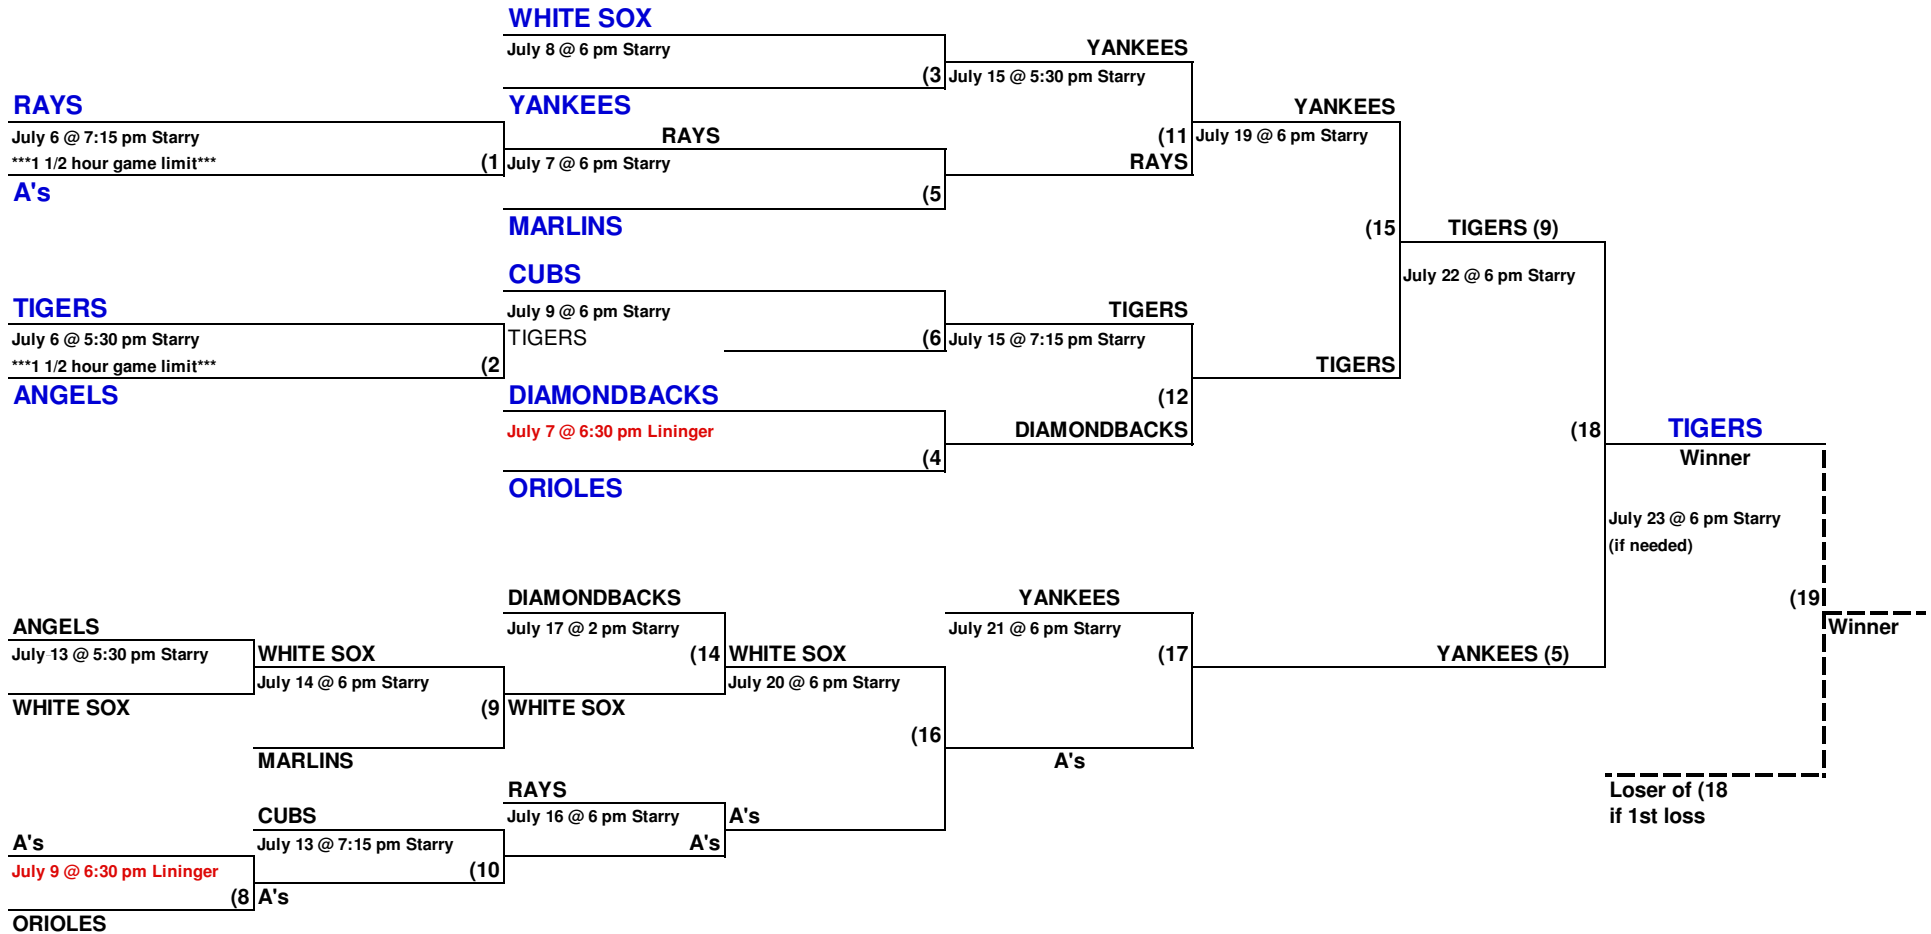 WHITE SOX
July 8 @ 6 pm Starry
YANKEES
(3
July 15 @ 5:30 pm Starry
RAYS
YANKEES
YANKEES
July 6 @ 7:15 pm Starry
RAYS
(11
July 19 @ 6 pm Starry
***1 1/2 hour game limit***
(1
July 7 @ 6 pm Starry
RAYS
A's
(5
MARLINS
(15
TIGERS (9)
CUBS
July 22 @ 6 pm Starry
TIGERS
July 9 @ 6 pm Starry
TIGERS
July 6 @ 5:30 pm Starry
TIGERS
(6
July 15 @ 7:15 pm Starry
***1 1/2 hour game limit***
(2
TIGERS
ANGELS
DIAMONDBACKS
(12
July 7 @ 6:30 pm Lininger
DIAMONDBACKS
(18
TIGERS
(4
Winner
ORIOLES
July 23 @ 6 pm Starry
(if needed)
DIAMONDBACKS
YANKEES
(19
ANGELS
July 17 @ 2 pm Starry
July 21 @ 6 pm Starry
Winner
July 13 @ 5:30 pm Starry
WHITE SOX
(14
WHITE SOX
(17
YANKEES (5)
July 14 @ 6 pm Starry
July 20 @ 6 pm Starry
WHITE SOX
(9
WHITE SOX
(16
MARLINS
A's
RAYS
Loser of (18
if 1st loss
CUBS
July 16 @ 6 pm Starry
A's
A's
July 13 @ 7:15 pm Starry
A's
July 9 @ 6:30 pm Lininger
(10
(8
A's
ORIOLES